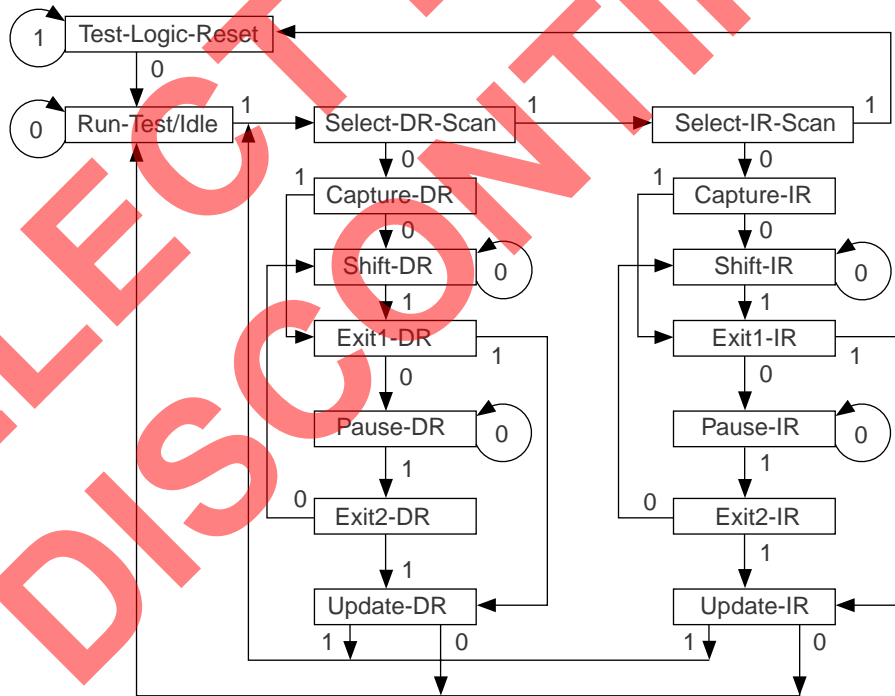 1
Test-Logic-Reset
0
0
Run-Test/Idle
1
Select-DR-Scan
1
Select-IR-Scan
1
0
0
1
Capture-DR
1
Capture-IR
0
0
Shift-DR
0
Shift-IR
0
1
1
Exit1-DR
1
Exit1-IR
1
0
0
Pause-DR
0
Pause-IR
0
1
1
0
Exit2-DR
0
Exit2-IR
1
1
Update-DR
Update-IR
1
0
1
0